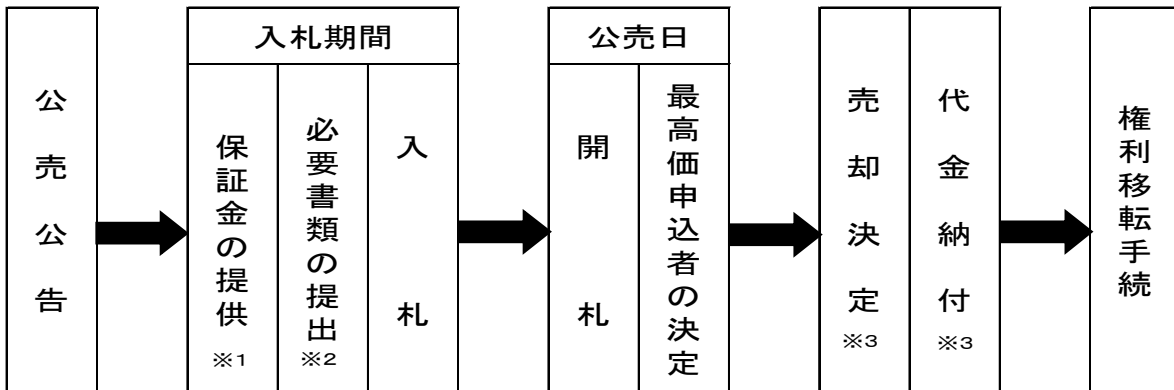 公売公告
入札期間
保証金の提供
※1
必要書類の提出
※2
入札
公売日
開札
最高価申込者の決定
売却決定
※3
代金納付
※3
権利移転手続